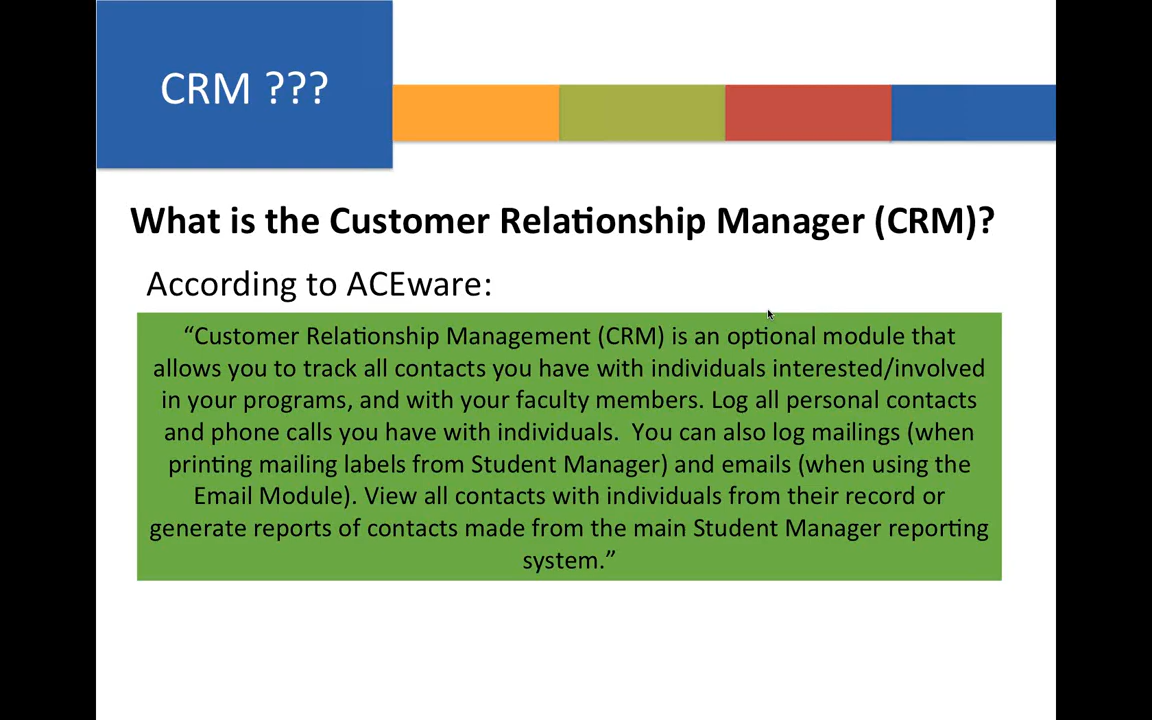 CRM ???
What is the Customer Relationship Manager (CRM)?
According to ACEware:
“Customer Relationship Management (CRM) is an optional module that
allows you to track all contacts you have with individuals interested/involved
in your programs, and with your faculty members. Log all personal contacts
and phone calls you have with individuals.  You can also log mailings (when
printing mailing labels from Student Manager) and emails (when using the
Email Module). View all contacts with individuals from their record or
generate reports of contacts made from the main Student Manager reporting
system.”